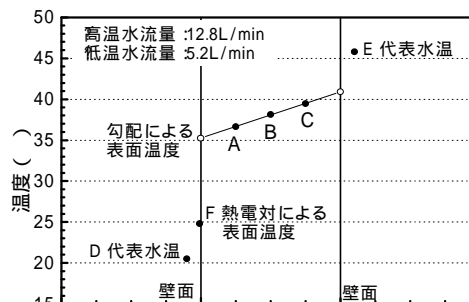 高温水流量 :12.8L/min
低温水流量 :5.2L/min
E 代表水温
勾配による
表面温度
A
B
C
F 熱電対による
表面温度
D 代表水温
壁面
壁面
温度( )
50
45
40
35
30
25
20
15